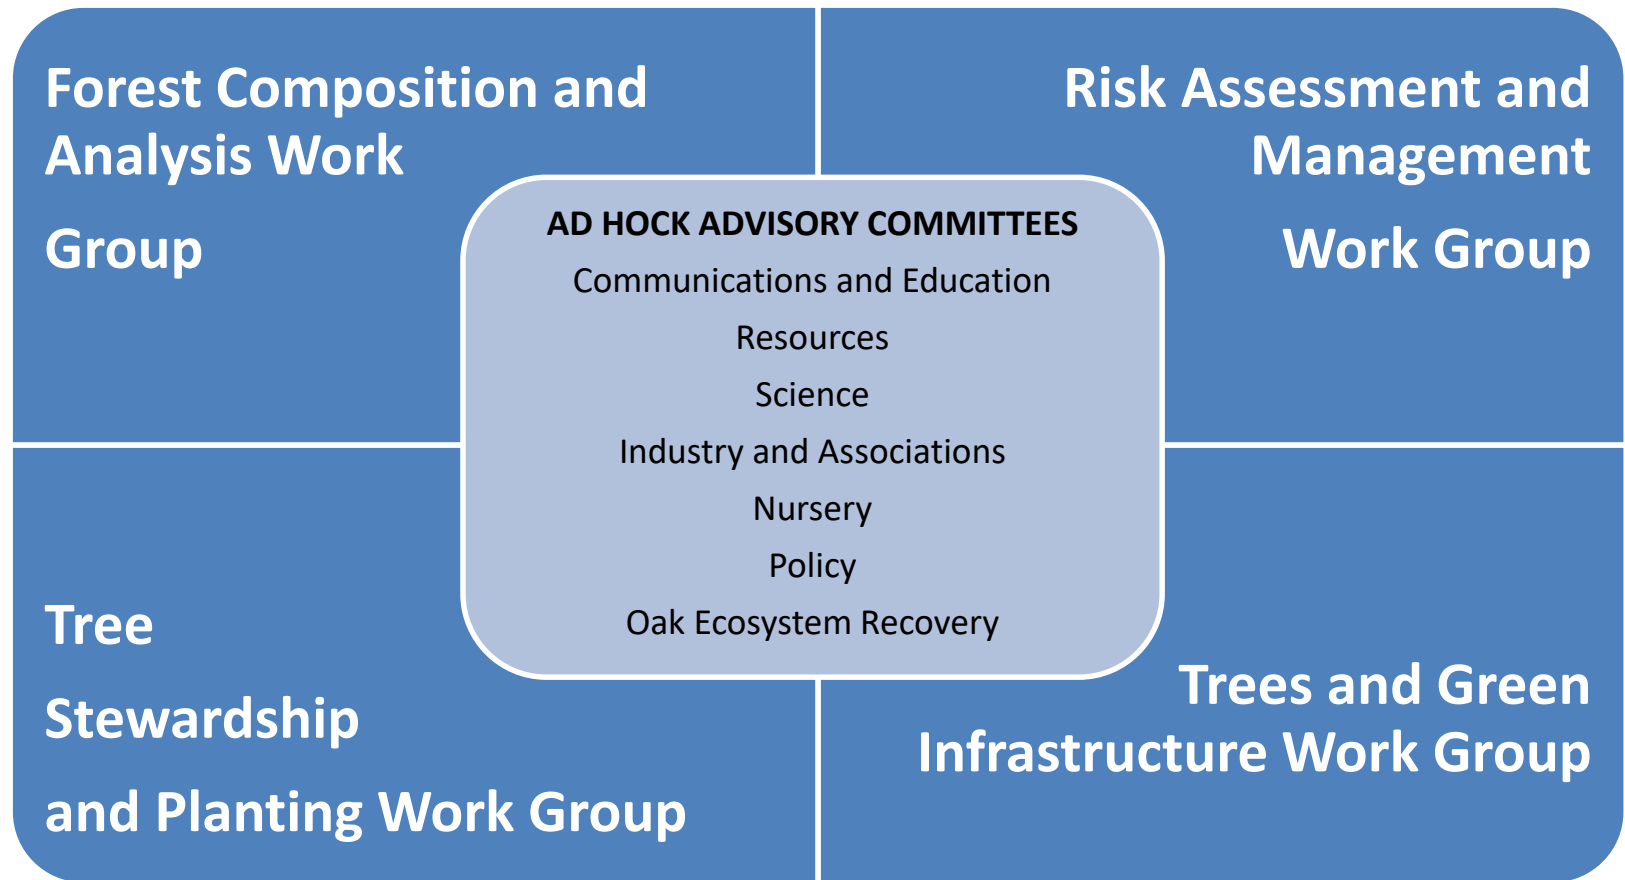 Forest Composition and
Analysis Work
Group
Risk Assessment and
Management
Work Group
AD HOCK ADVISORY COMMITTEES
Communications and Education
Resources
Science
Industry and Associations
Nursery
Policy
Oak Ecosystem Recovery
Tree
Stewardship
and Planting Work Group
Trees and Green
Infrastructure Work Group